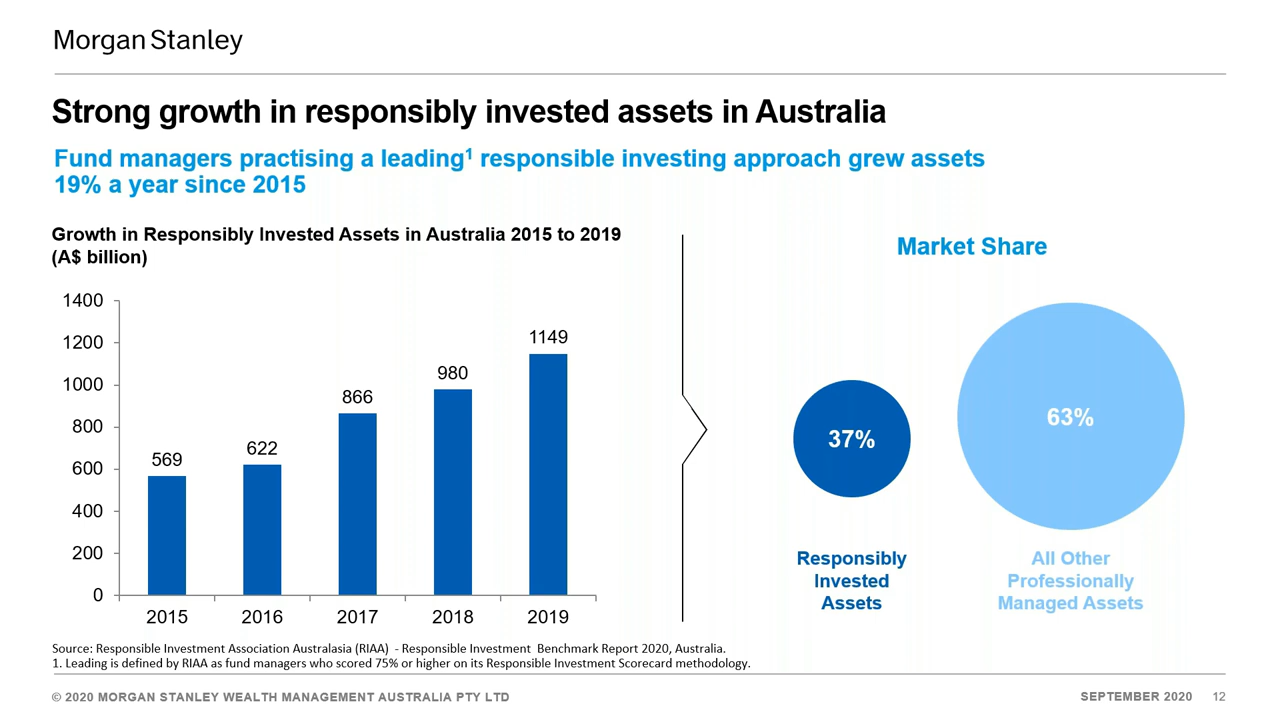 Morgan Stanley
Strong growth in responsibly invested assets in Australia
Fund managers practising a leading¹ responsible investing approach grew assets
19% a year since 2015
Growth in Responsibly Invested Assets in Australia 2015 to 2019
(A$ billion)
1400
1200
1000
800
600
400
200
0
569
622
866
980
1149
2015
2016
2017
2018
2019
Market Share
37%
63%
Responsibly
Invested
Assets
All Other
Professionally
Managed Assets
Source: Responsible Investment Association Australasia (RIAA) - Responsible Investment Benchmark Report 2020, Australia.
1. Leading is defined by RIAA as fund managers who scored 75% or higher on its Responsible Investment Scorecard methodology.
© 2020 MORGAN STANLEY WEALTH MANAGEMENT AUSTRALIA PTY LTD
SEPTEMBER 2020 12